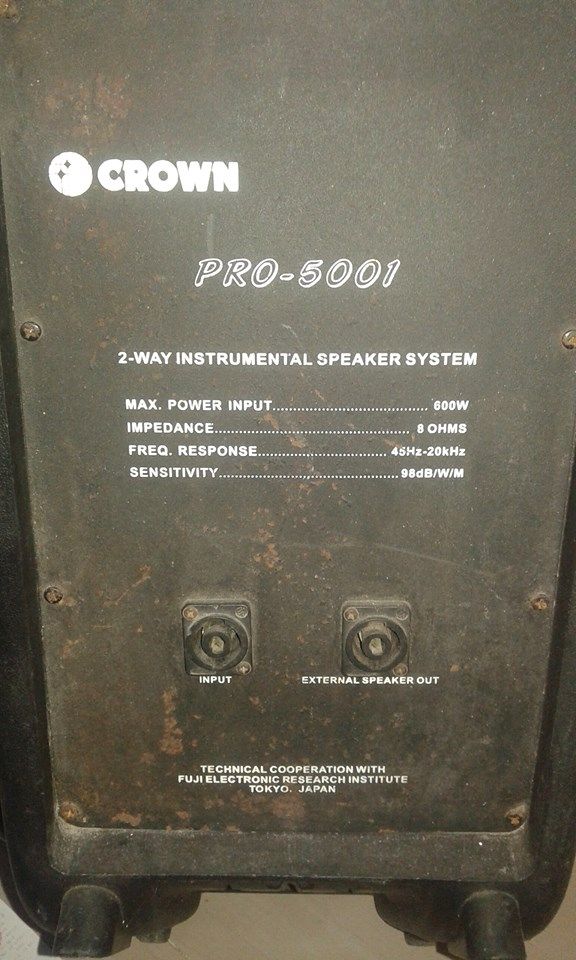 CROWN
PRO-5001
2-WAY INSTRUMENTAL SPEAKER SYSTEM
MAX. POWER INPUT........................................ 600W
IMPEDANCE.................................................. 8 OHMS
FREQ. RESPONSE................................. 45Hz-20kHz
SENSITIVITY.............................................. 98dB/W/M
INPUT
EXTERNAL SPEAKER OUT
TECHNICAL COOPERATION WITH
FUJI ELECTRONIC RESEARCH INSTITUTE
TOKYO. JAPAN